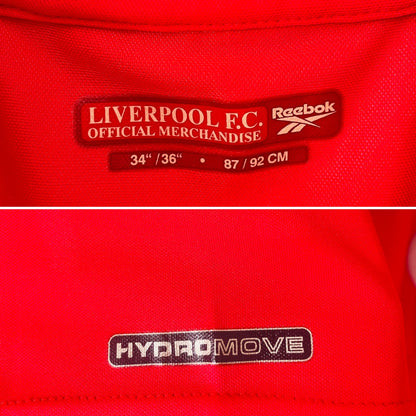 LIVERPOOL F.C.
OFFICIAL MERCHANDISE
Reebok
34"/36" • 87/92 CM
HYDROMOVE